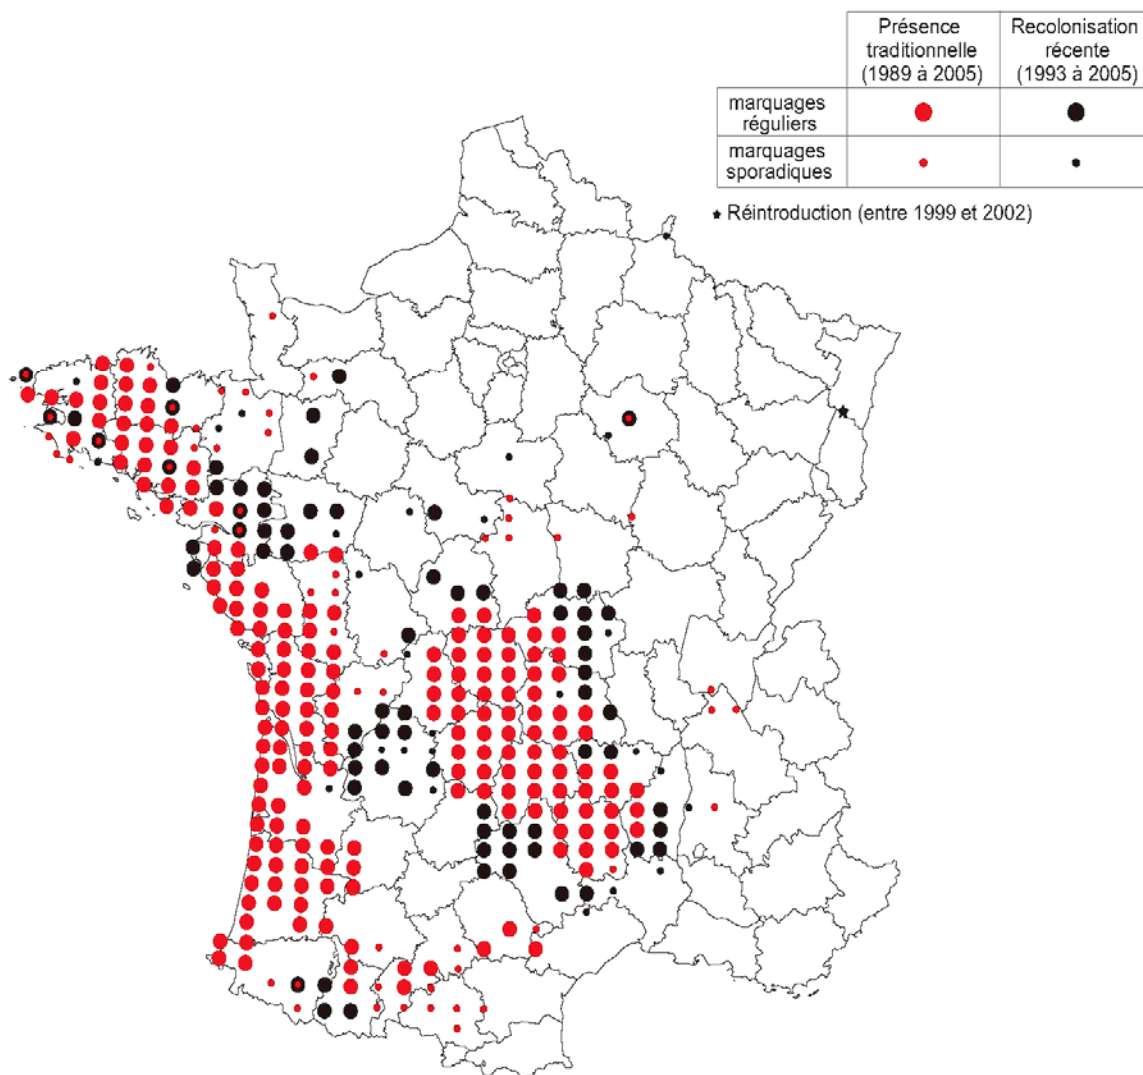 Présence
traditionnelle
(1989 à 2005)
Recolonisation
récente
(1993 à 2005)
marquages
réguliers
marquages
sporadiques
Réintroduction (entre 1999 et 2002)